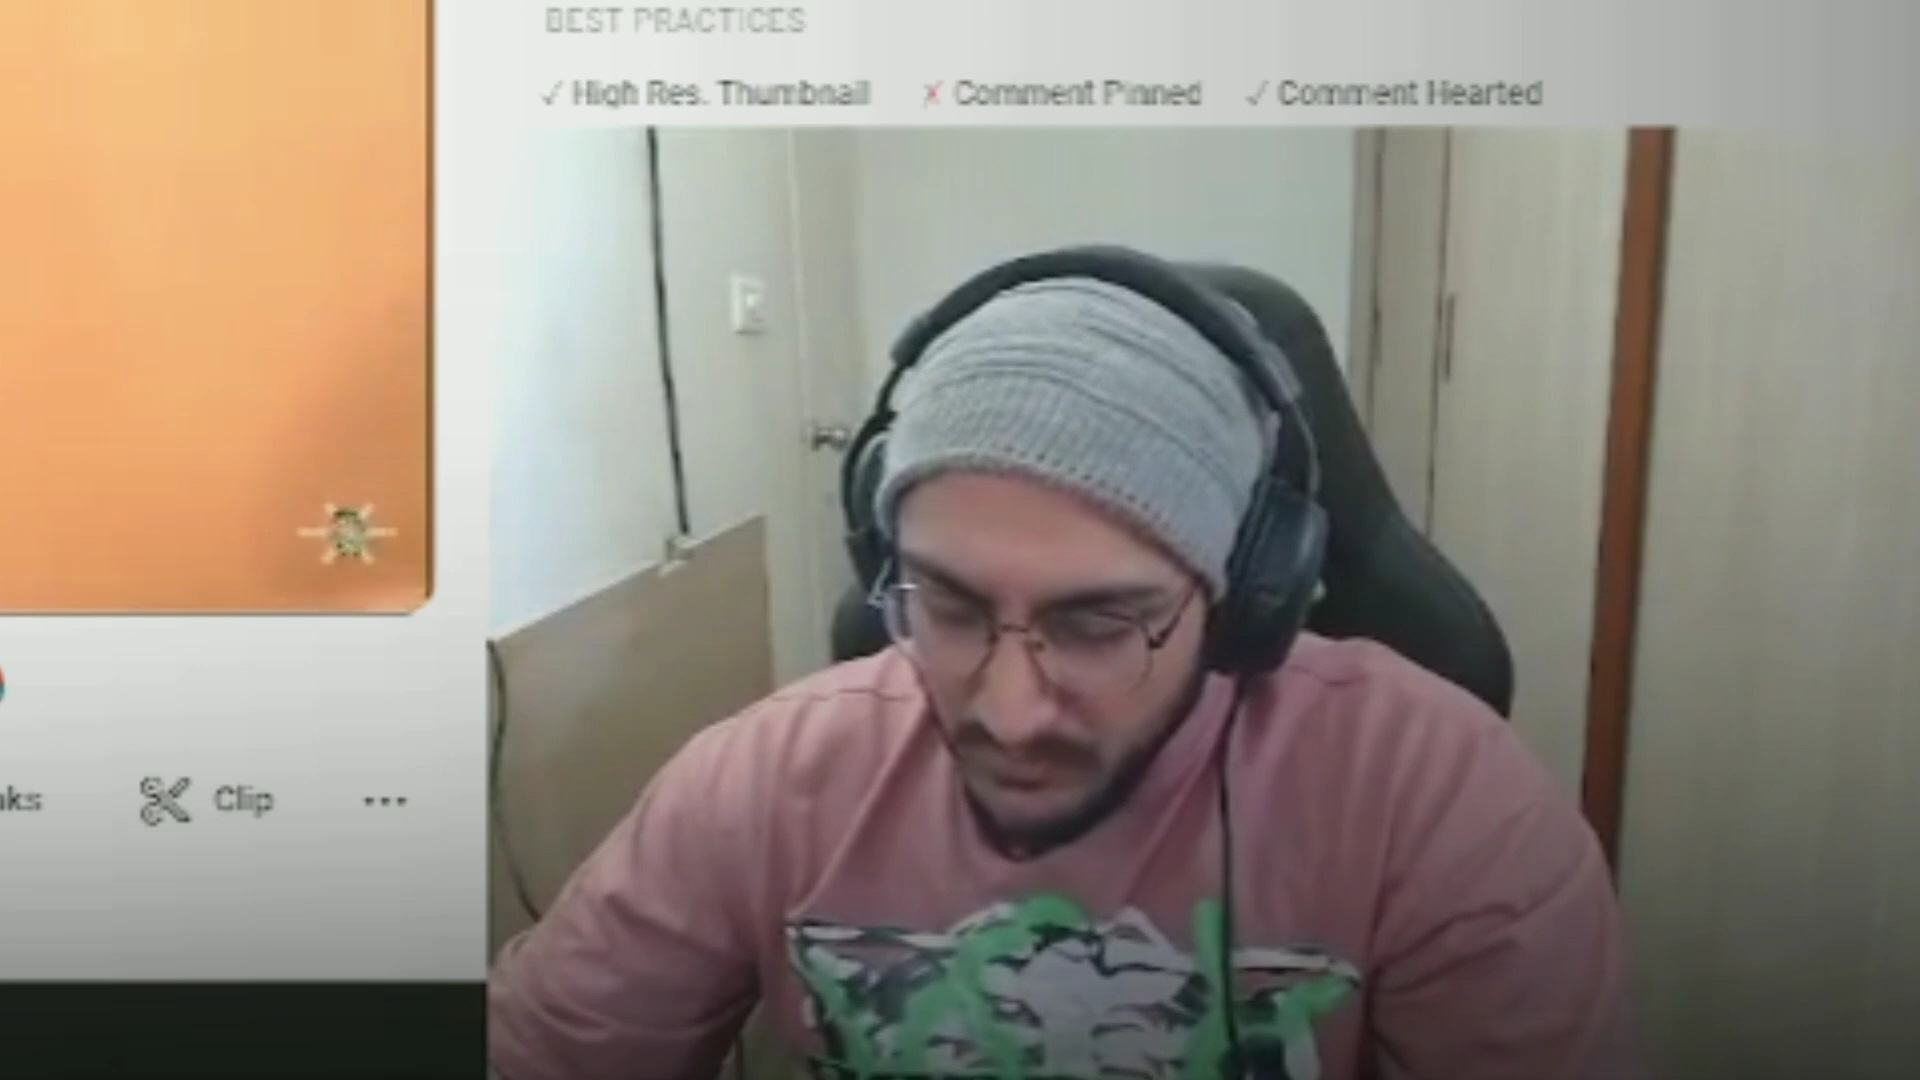 BEST PRACTICES
✓ High Res. Thumbnail ✗ Comment Pinned ✓ Comment Hearted
Clip